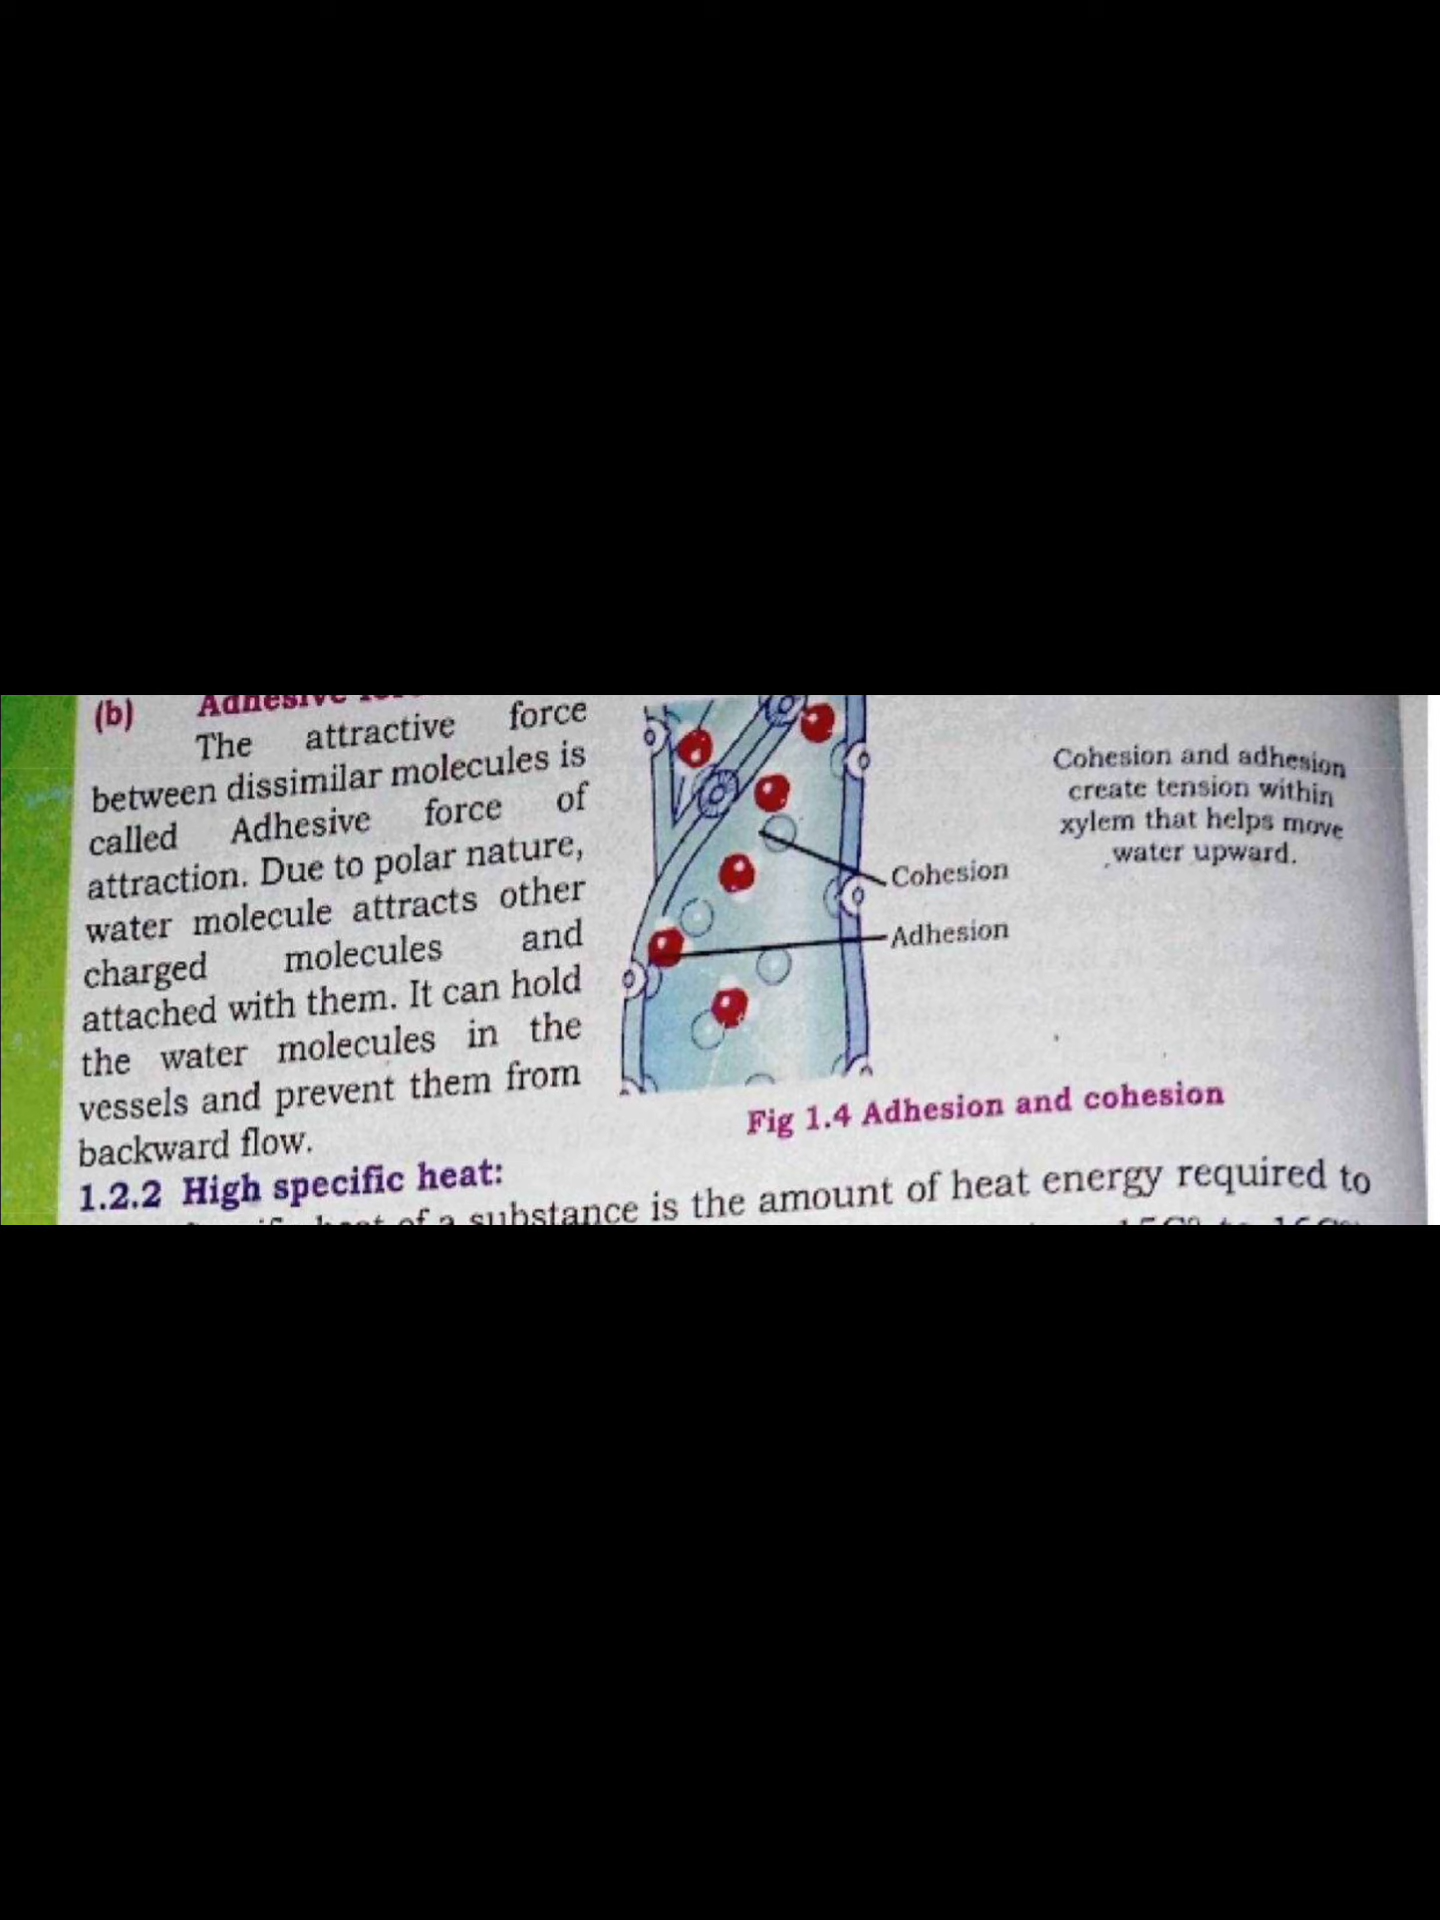 (b) Adhesive
The attractive force
between dissimilar molecules is
called Adhesive force of
attraction. Due to polar nature,
water molecule attracts other
charged molecules and
attached with them. It can hold
the water molecules in the
vessels and prevent them from
backward flow.
Cohesion
Adhesion
Cohesion and adhesion
create tension within
xylem that helps move
water upward.
Fig 1.4 Adhesion and cohesion
1.2.2 High specific heat:
heat of a substance is the amount of heat energy required to